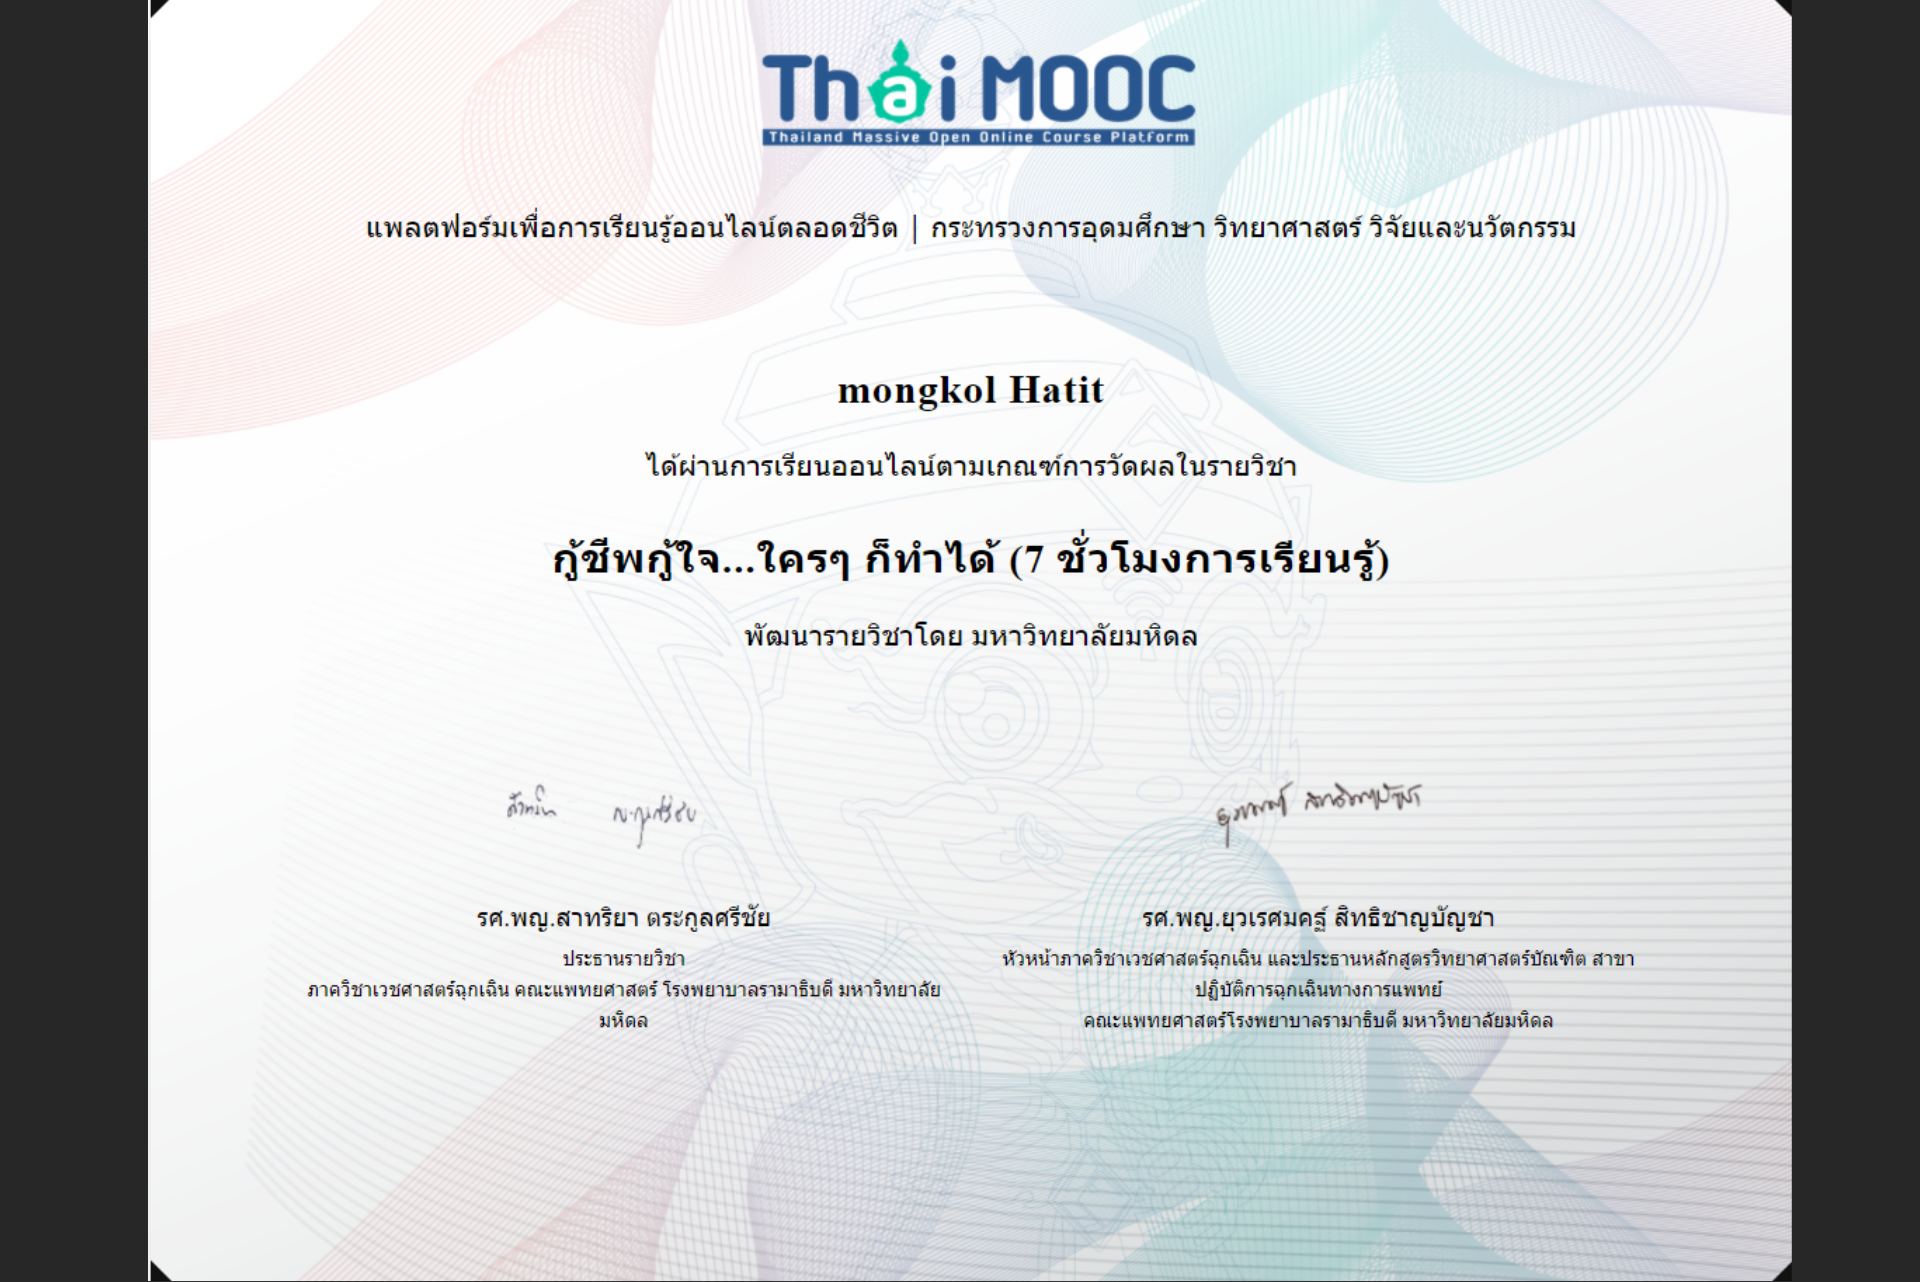 Thai MOOC
Thailand Massive Open Online Course Platform
แพลตฟอร์มเพื่อการเรียนรู้ออนไลน์ตลอดชีวิต | กระทรวงการอุดมศึกษา วิทยาศาสตร์ วิจัยและนวัตกรรม
mongkol Hatit
ได้ผ่านการเรียนออนไลน์ตามเกณฑ์การวัดผลในรายวิชา
กู้ชีพกู้ใจ...ใครๆ ก็ทำได้ (7 ชั่วโมงการเรียนรู้)
พัฒนารายวิชาโดย มหาวิทยาลัยมหิดล
รศ.พญ.สาทริยา ตระกูลศรีชัย
ประธานรายวิชา
ภาควิชาเวชศาสตร์ฉุกเฉิน คณะแพทยศาสตร์ โรงพยาบาลรามาธิบดี มหาวิทยาลัย
มหิดล
รศ.พญ.ยุวเรศมคฐ์ สิทธิชาญบัญชา
หัวหน้าภาควิชาเวชศาสตร์ฉุกเฉิน และประธานหลักสูตรวิทยาศาสตร์บัณฑิต สาขา
ปฏิบัติการฉุกเฉินทางการแพทย์
คณะแพทยศาสตร์โรงพยาบาลรามาธิบดี มหาวิทยาลัยมหิดล